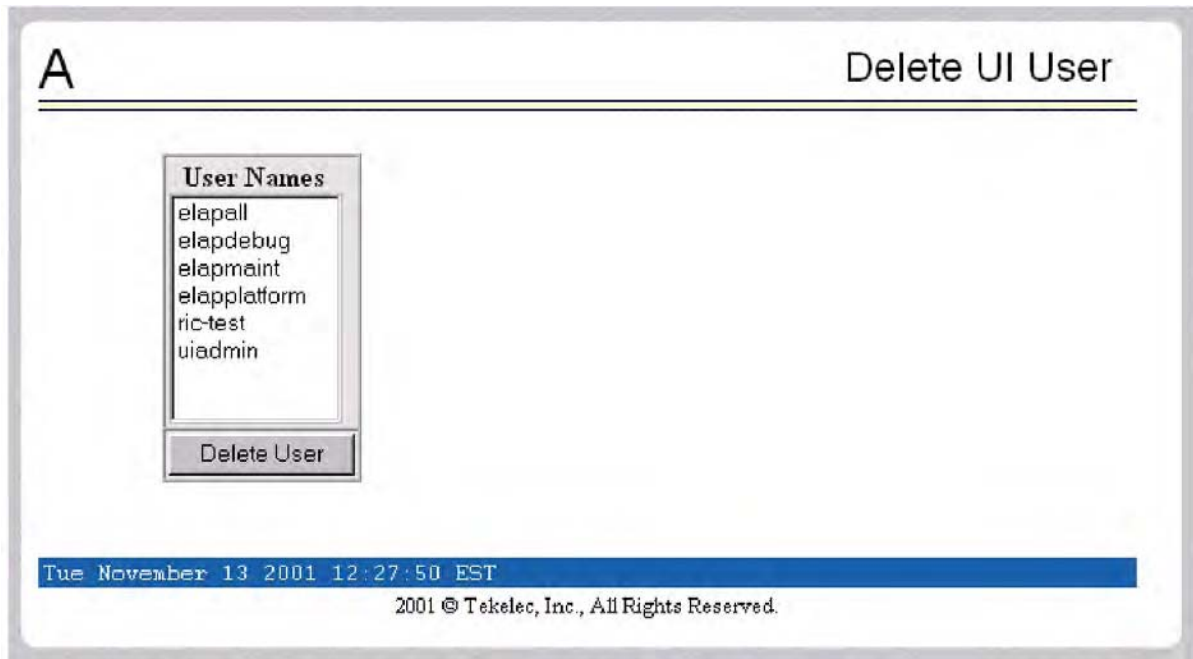 A
Delete UI User
User Names
elapall
elapdebug
elapmaint
elapplatform
ric-test
uiadmin
Delete User
Tue November 13 2001 12:27:50 EST
2001 © Tekelec, Inc., All Rights Reserved.